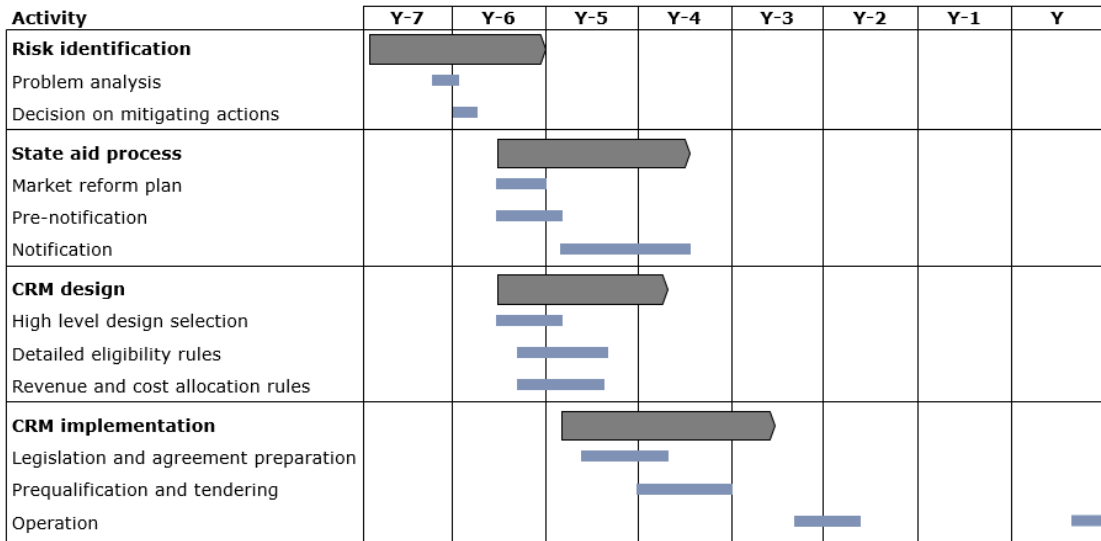 Activity Y-7 Y-6 Y-5 Y-4 Y-3 Y-2 Y-1 Y
Risk identification
Problem analysis
Decision on mitigating actions
State aid process
Market reform plan
Pre-notification
Notification
CRM design
High level design selection
Detailed eligibility rules
Revenue and cost allocation rules
CRM implementation
Legislation and agreement preparation
Prequalification and tendering
Operation